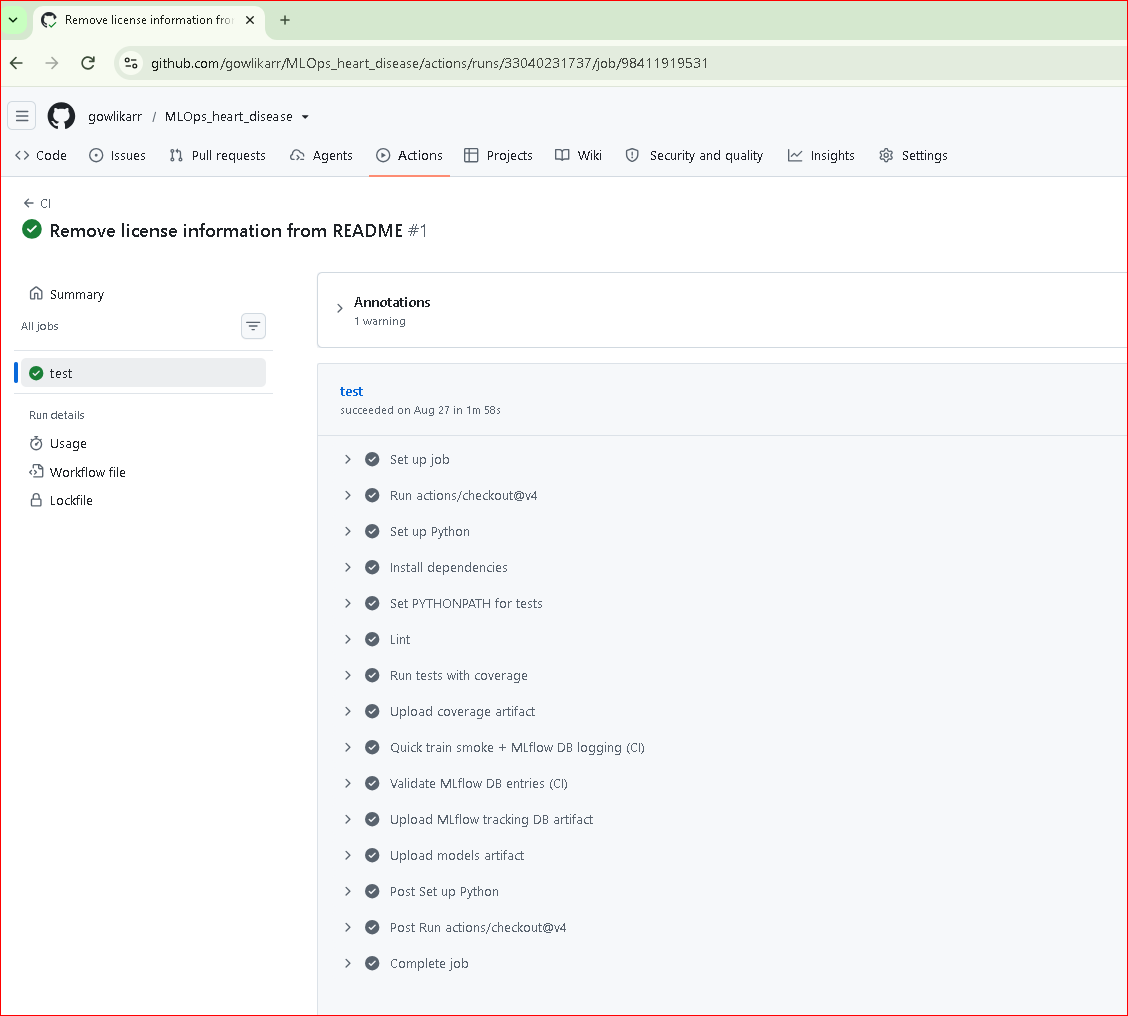 Remove license information fro
github.com/gowlikarr/MLOps_heart_disease/actions/runs/33040231737/job/98411919531
gowlikarr / MLOps_heart_disease
Code Issues Pull requests Agents Actions Projects Wiki Security and quality Insights Settings
CI
Remove license information from README #1
Summary
All jobs
test
Run details
Usage
Workflow file
Lockfile
Annotations
1 warning
test
succeeded on Aug 27 in 1m 58s
Set up job
Run actions/checkout@v4
Set up Python
Install dependencies
Set PYTHONPATH for tests
Lint
Run tests with coverage
Upload coverage artifact
Quick train smoke + MLflow DB logging (CI)
Validate MLflow DB entries (CI)
Upload MLflow tracking DB artifact
Upload models artifact
Post Set up Python
Post Run actions/checkout@v4
Complete job